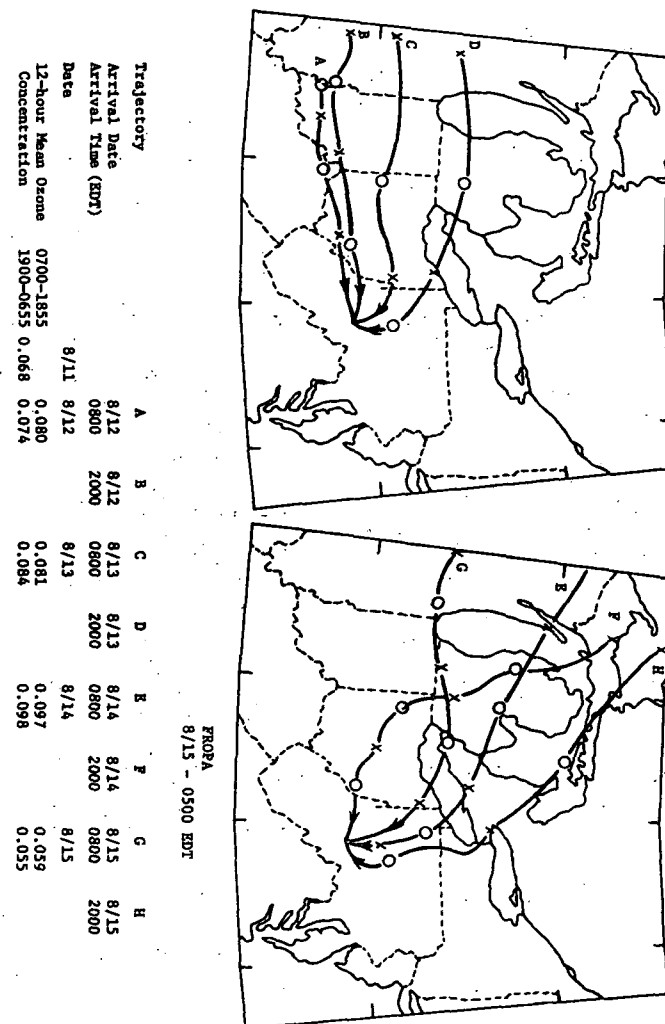 D
C
B
A
H
F
E
G
FROPA
8/15 - 0500 EDT
Trajectory A B C D E F G H
Arrival Date 8/12 8/12 8/13 8/13 8/14 8/14 8/15 8/15
Arrival Time (EDT) 0800 2000 0800 2000 0800 2000 0800 2000
Date 8/11 8/12 8/13 8/14 8/15
12-hour Mean Ozone 0700-1855 0.080 0.081 0.097 0.059
Concentration 1900-0655 0.068 0.074 0.084 0.098 0.055